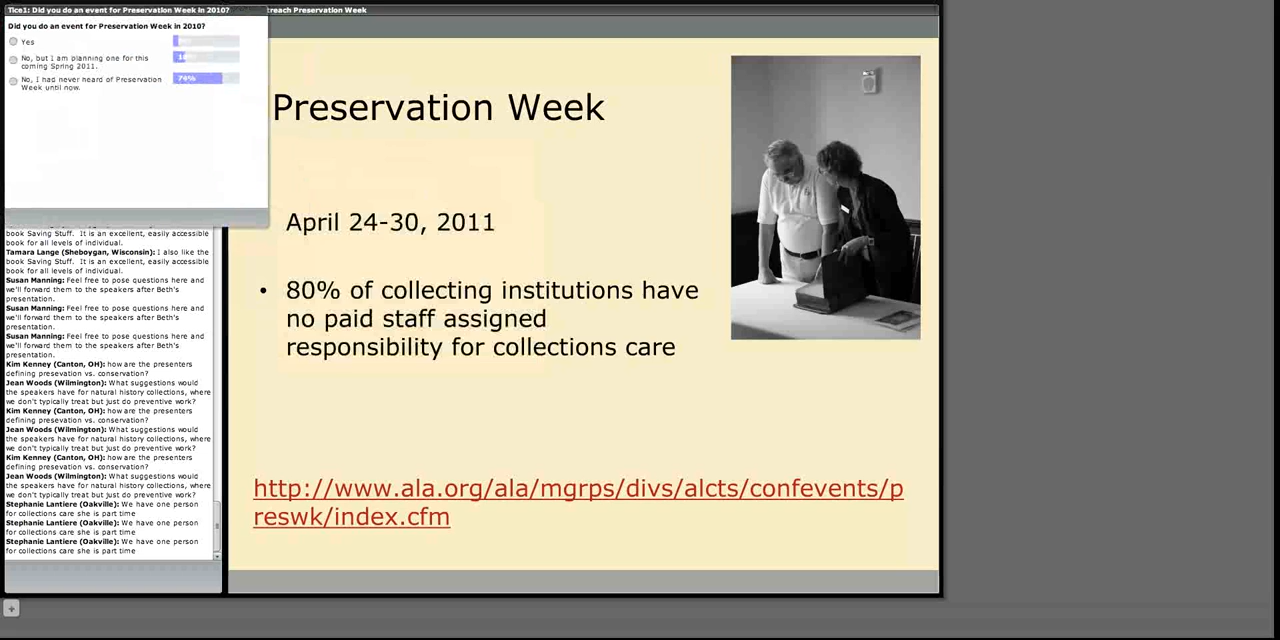 Tice1: Did you do an event for Preservation Week in 2010?
treach Preservation Week
Did you do an event for Preservation Week in 2010?
Yes
No, but I am planning one for this
coming Spring 2011.
No, I had never heard of Preservation
Week until now.
74%
book Saving Stuff. It is an excellent, easily accessible
book for all levels of individual.
Tamara Lange (Sheboygan, Wisconsin): I also like the
book Saving Stuff. It is an excellent, easily accessible
book for all levels of individual.
Susan Manning: Feel free to pose questions here and
we'll forward them to the speakers after Beth's
presentation.
Susan Manning: Feel free to pose questions here and
we'll forward them to the speakers after Beth's
presentation.
Susan Manning: Feel free to pose questions here and
we'll forward them to the speakers after Beth's
presentation.
Kim Kenney (Canton, OH): how are the presenters
defining presevation vs. conservation?
Jean Woods (Wilmington): What suggestions would
the speakers have for natural history collections, where
we don't typically treat but just do preventive work?
Kim Kenney (Canton, OH): how are the presenters
defining presevation vs. conservation?
Jean Woods (Wilmington): What suggestions would
the speakers have for natural history collections, where
we don't typically treat but just do preventive work?
Kim Kenney (Canton, OH): how are the presenters
defining presevation vs. conservation?
Jean Woods (Wilmington): What suggestions would
the speakers have for natural history collections, where
we don't typically treat but just do preventive work?
Stephanie Lantiere (Oakville): We have one person
for collections care she is part time
Stephanie Lantiere (Oakville): We have one person
for collections care she is part time
Stephanie Lantiere (Oakville): We have one person
for collections care she is part time
Preservation Week
April 24-30, 2011
• 80% of collecting institutions have
no paid staff assigned
responsibility for collections care
http://www.ala.org/ala/mgrps/divs/alcts/confevents/p
reswk/index.cfm